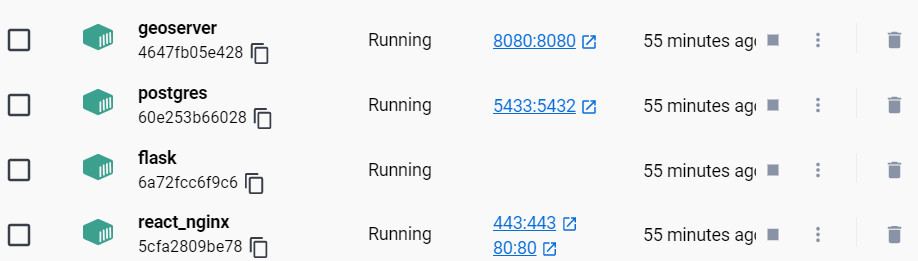 geoserver
4647fb05e428
Running
8080:8080
55 minutes ag
postgres
60e253b66028
Running
5433:5432
55 minutes ag
flask
6a72fcc6f9c6
Running
55 minutes ag
react_nginx
5cfa2809be78
Running
443:443
80:80
55 minutes ag